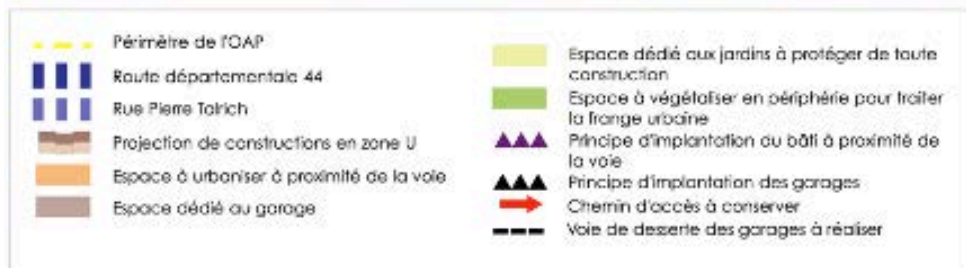 Périmètre de l'OAP
Route départementale 44
Rue Pierre Talrich
Projection de constructions en zone U
Espace à urbaniser à proximité de la voie
Espace dédié au garage
Espace dédié aux jardins à protéger de toute
construction
Espace à végétaliser en périphérie pour traiter
la frange urbaine
Principe d'implantation du bâti à proximité de
la voie
Principe d'implantation des garages
Chemin d'accès à conserver
Voie de desserte des garages à réaliser